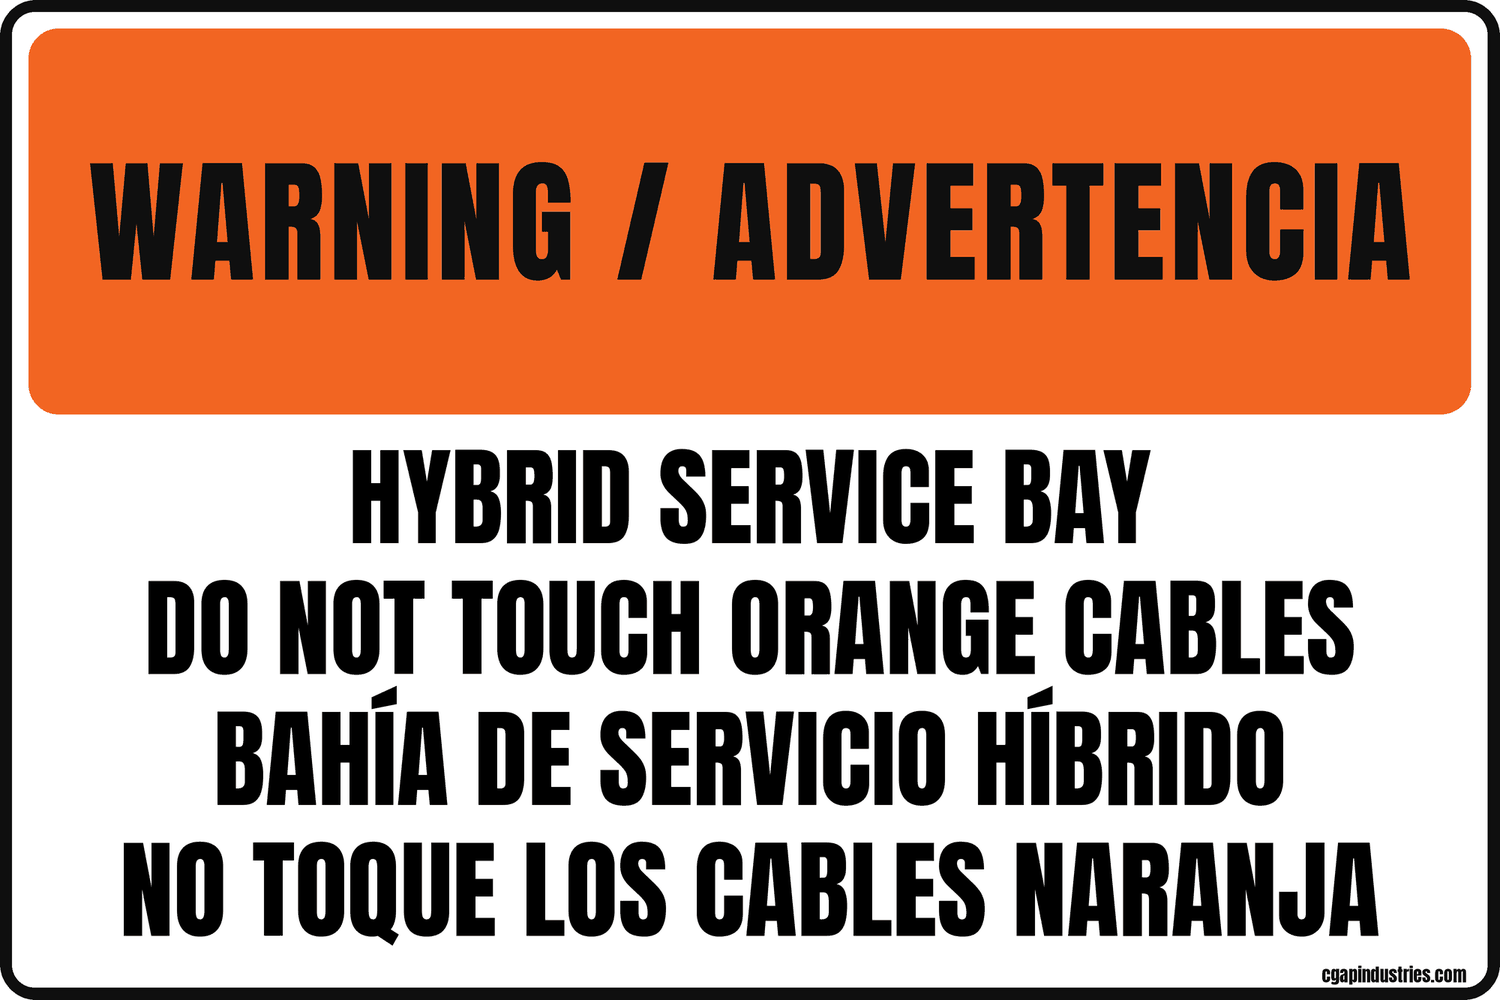 WARNING / ADVERTENCIA
HYBRID SERVICE BAY
DO NOT TOUCH ORANGE CABLES
BAHÍA DE SERVICIO HÍBRIDO
NO TOQUE LOS CABLES NARANJA
cgapindustries.com